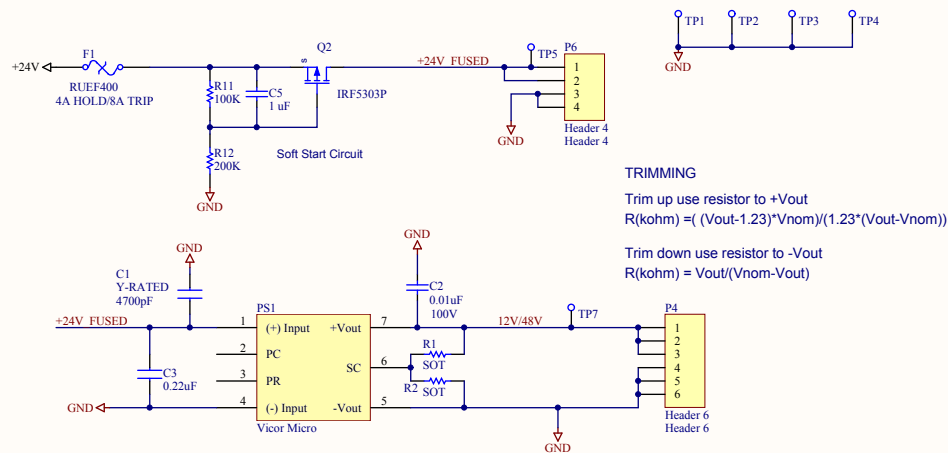 TP1
TP2
TP3
TP4
GND
+24V
F1
RUEF400
4A HOLD/8A TRIP
R11
100K
C5
1 uF
Q2
s
IRF5303P
+24V_FUSED
TP5
P6
1
2
3
4
Header 4
Header 4
GND
R12
200K
GND
Soft Start Circuit
TRIMMING
Trim up use resistor to +Vout
R(kohm) =( (Vout-1.23)*Vnom)/(1.23*(Vout-Vnom))
Trim down use resistor to -Vout
R(kohm) = Vout/(Vnom-Vout)
GND
C1
Y-RATED
4700pF
+24V_FUSED
C3
0.22uF
GND
PS1
1
(+) Input
2
PC
3
PR
4
(-) Input
+Vout
7
SC
6
-Vout
5
Vicor Micro
GND
C2
0.01uF
100V
R1
SOT
R2
SOT
12V/48V
TP7
GND
P4
1
2
3
4
5
6
Header 6
Header 6